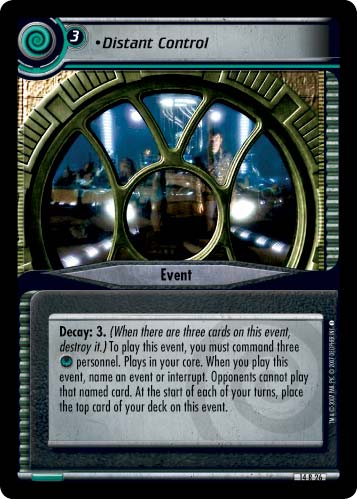 3
•Distant Control
Event
Decay: 3. (When there are three cards on this event,
destroy it.) To play this event, you must command three
personnel. Plays in your core. When you play this
event, name an event or interrupt. Opponents cannot play
that named card. At the start of each of your turns, place
the top card of your deck on this event.
14 R 26